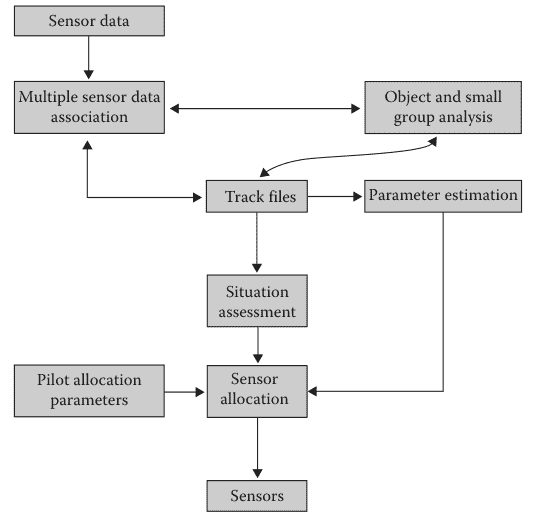 Sensor data
Multiple sensor data
association
Object and small
group analysis
Track files
Parameter estimation
Situation
assessment
Pilot allocation
parameters
Sensor
allocation
Sensors